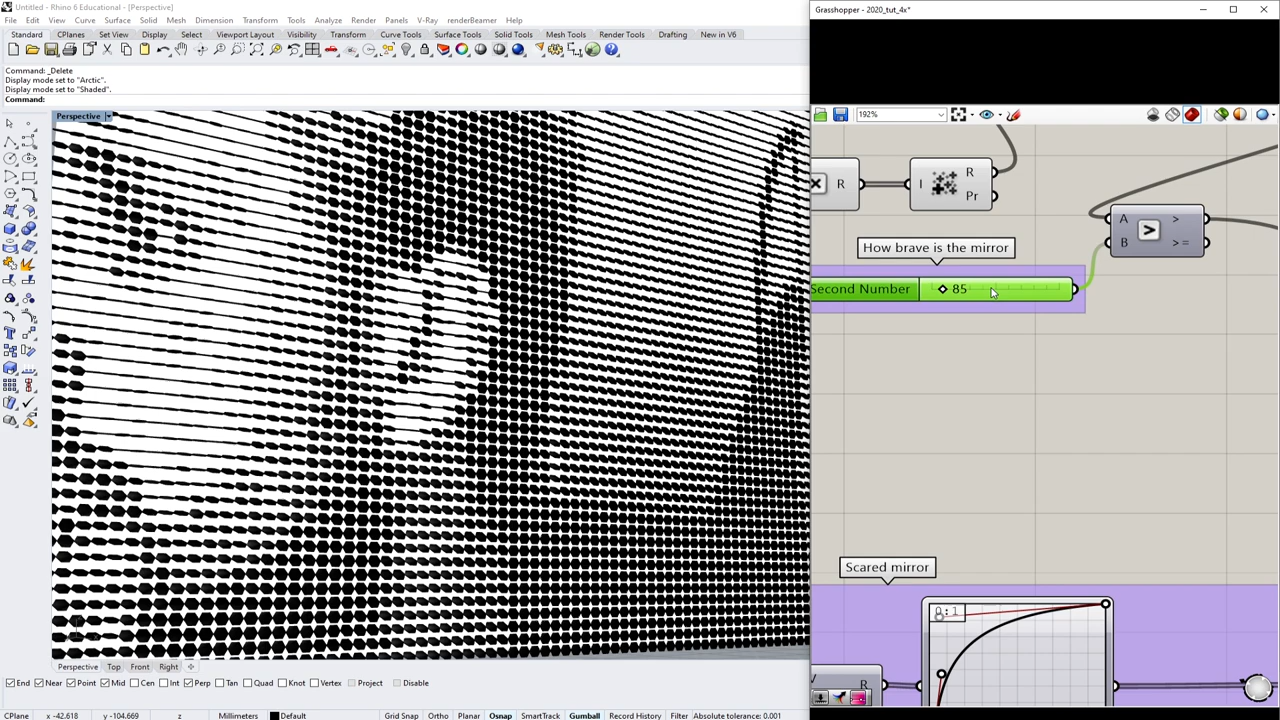 Untitled - Rhino 6 Educational - [Perspective]
File Edit View Curve Surface Solid Mesh Dimension Transform Tools Analyze Render Panels V-Ray renderBeamer Help
Standard CPlanes Set View Display Select Viewport Layout Visibility Transform Curve Tools Surface Tools Solid Tools Mesh Tools Render Tools Drafting New in V6
Command: _Delete
Display mode set to "Arctic".
Display mode set to "Shaded".
Command:
Perspective
Perspective Top Front Right
End Near Point Mid Cen Int Perp Tan Quad Knot Vertex Project Disable
CPlane x -42.618 y -104.669 z Millimeters Default Grid Snap Ortho Planar Osnap SmartTrack Gumball Record History Filter Absolute tolerance: 0.001
Grasshopper - 2020_tut_4x*
192%
R I R
Pr
A >
B >=
How brave is the mirror
Second Number 85
Scared mirror
0:1
R